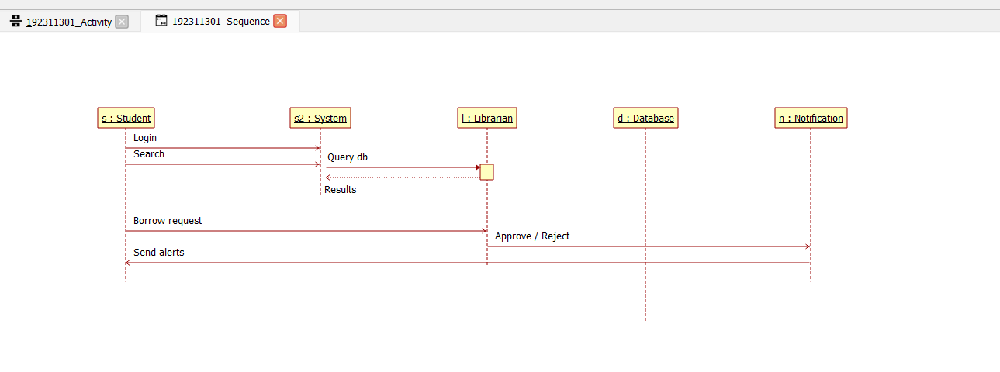 192311301_Activity
192311301_Sequence
s : Student
s2 : System
l : Librarian
d : Database
n : Notification
Login
Search
Query db
Results
Borrow request
Approve / Reject
Send alerts